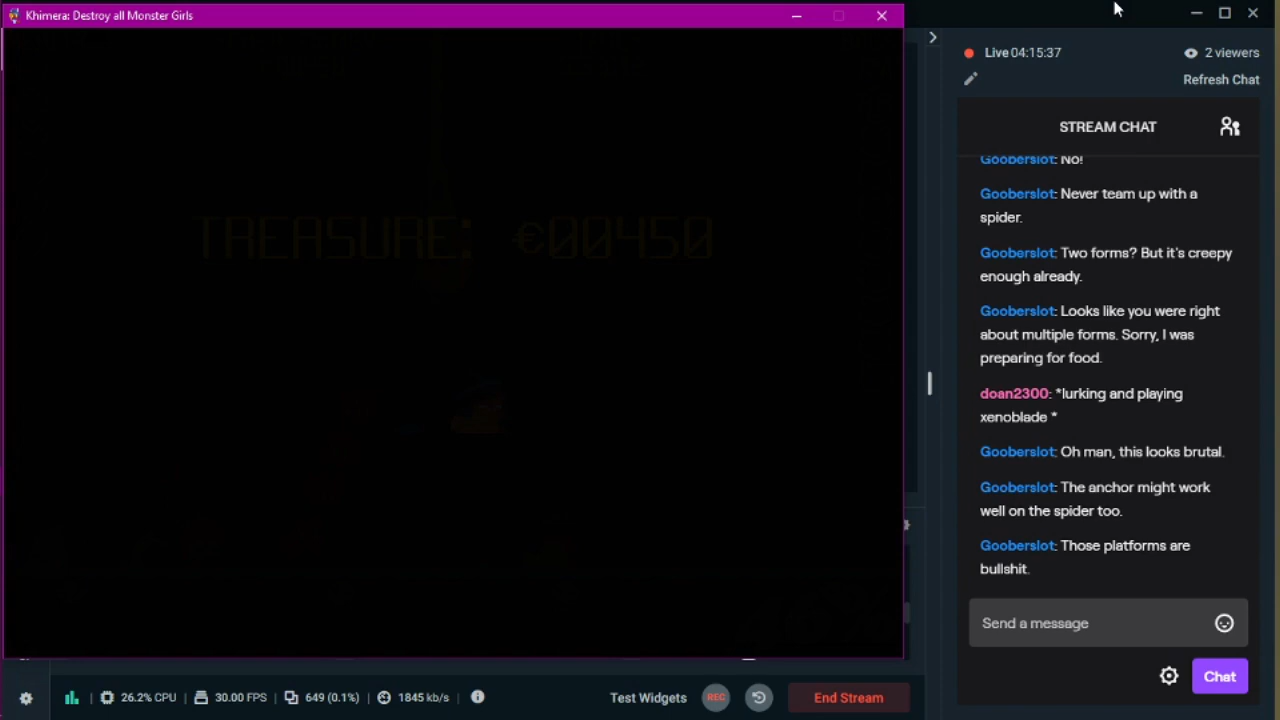 Khimera: Destroy all Monster Girls
TREASURE: €00450
Live 04:15:37
2 viewers
Refresh Chat
STREAM CHAT
Gooberslot: No!
Gooberslot: Never team up with a
spider.
Gooberslot: Two forms? But it's creepy
enough already.
Gooberslot: Looks like you were right
about multiple forms. Sorry, I was
preparing for food.
doan2300: *lurking and playing
xenoblade *
Gooberslot: Oh man, this looks brutal.
Gooberslot: The anchor might work
well on the spider too.
Gooberslot: Those platforms are
bullshit.
Send a message
Chat
26.2% CPU
30.00 FPS
649 (0.1%)
1845 kb/s
Test Widgets
REC
End Stream